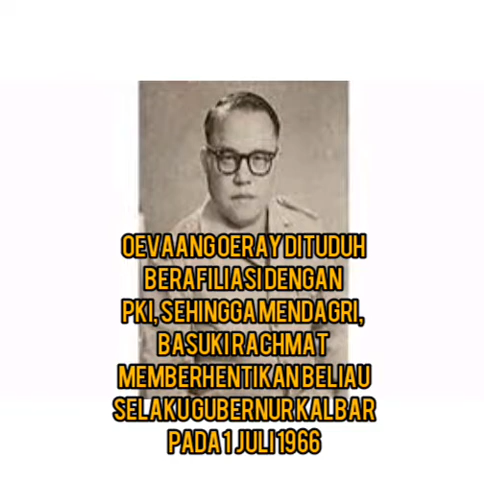 OEVAANG OERAY DITUDUH
BERAFILIASI DENGAN
PKI, SEHINGGA MENDAGRI,
BASUKI RACHMAT
MEMBERHENTIKAN BELIAU
SELAKU GUBERNUR KALBAR
PADA 1 JULI 1966